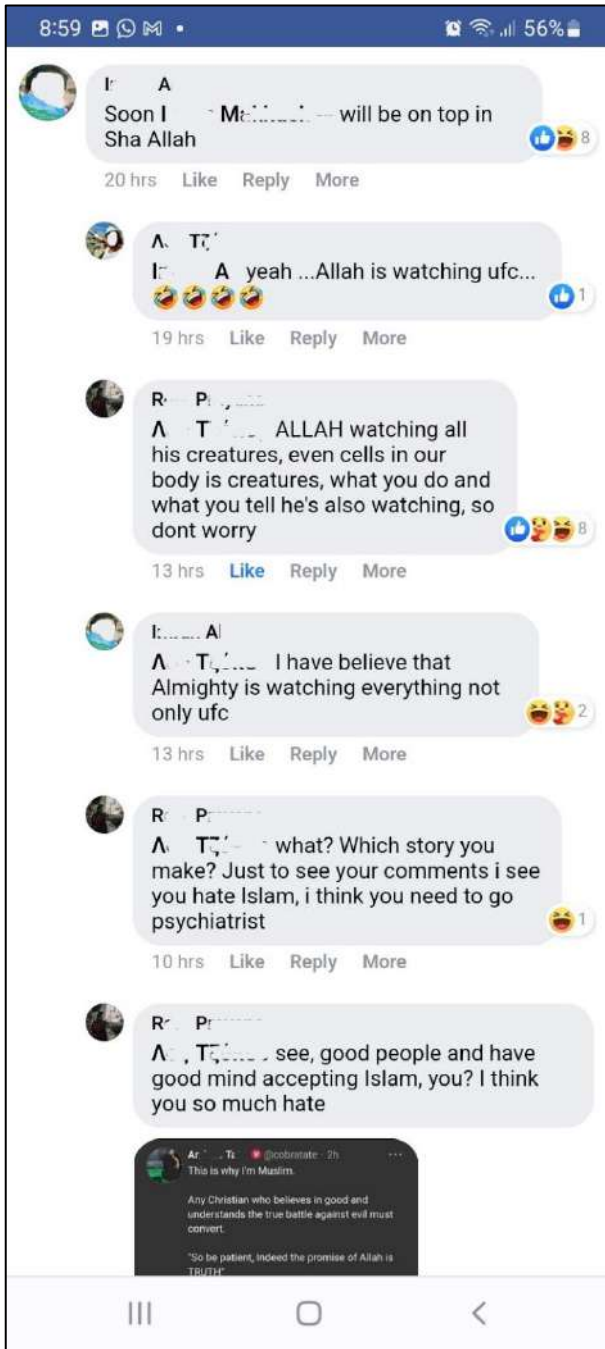 8:59
56%
A
Soon will be on top in
Sha Allah
8
20 hrs Like Reply More
A yeah ...Allah is watching ufc...
🤣🤣🤣🤣
1
19 hrs Like Reply More
ALLAH watching all
his creatures, even cells in our
body is creatures, what you do and
what you tell he's also watching, so
dont worry
8
13 hrs Like Reply More
I have believe that
Almighty is watching everything not
only ufc
2
13 hrs Like Reply More
what? Which story you
make? Just to see your comments i see
you hate Islam, i think you need to go
psychiatrist
1
10 hrs Like Reply More
see, good people and have
good mind accepting Islam, you? I think
you so much hate
@cobratate · 2h
This is why i'm Muslim.
Any Christian who believes in good and
understands the true battle against evil must
convert.
"So be patient, Indeed the promise of Allah is
TRUTH"